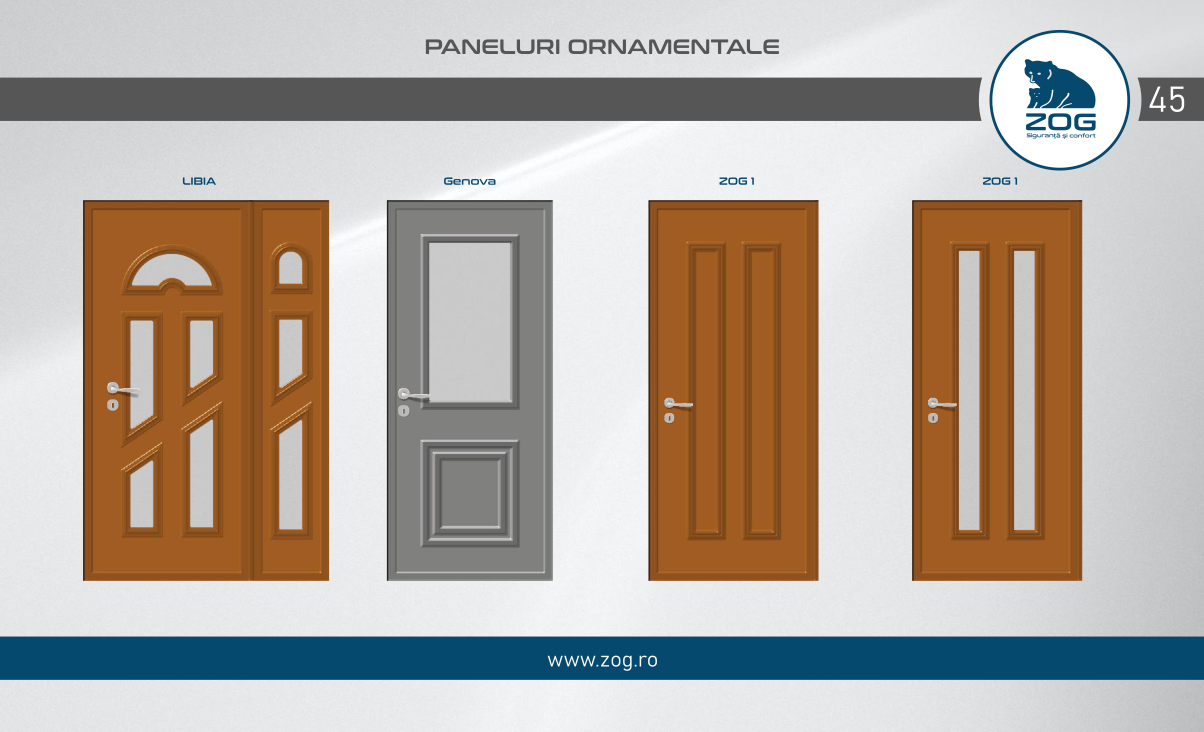 PANELURI ORNAMENTALE
ZOG
Siguranță și confort
45
LIBIA
Genova
ZOG 1
ZOG 1
www.zog.ro